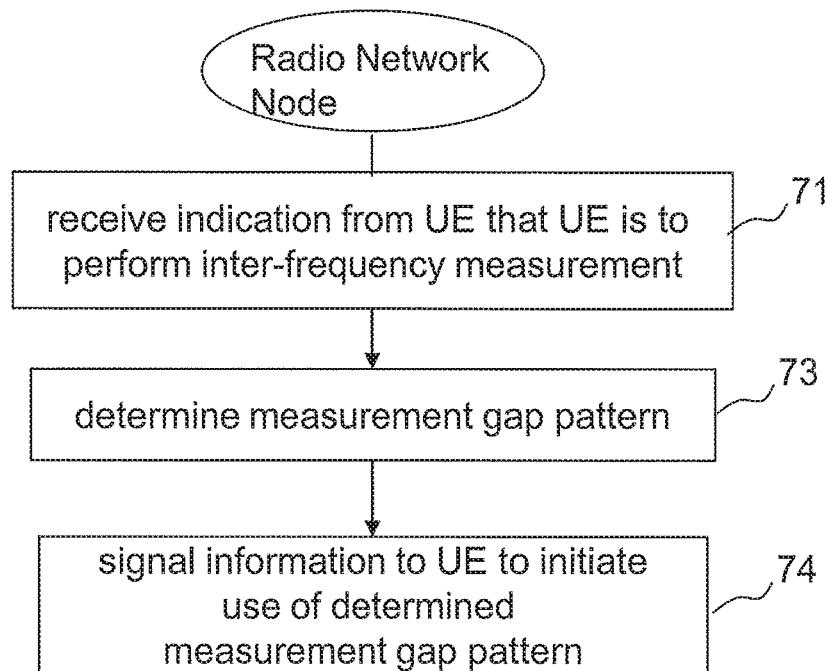 Radio Network
Node
receive indication from UE that UE is to
perform inter-frequency measurement
71
determine measurement gap pattern
73
signal information to UE to initiate
use of determined
measurement gap pattern
74